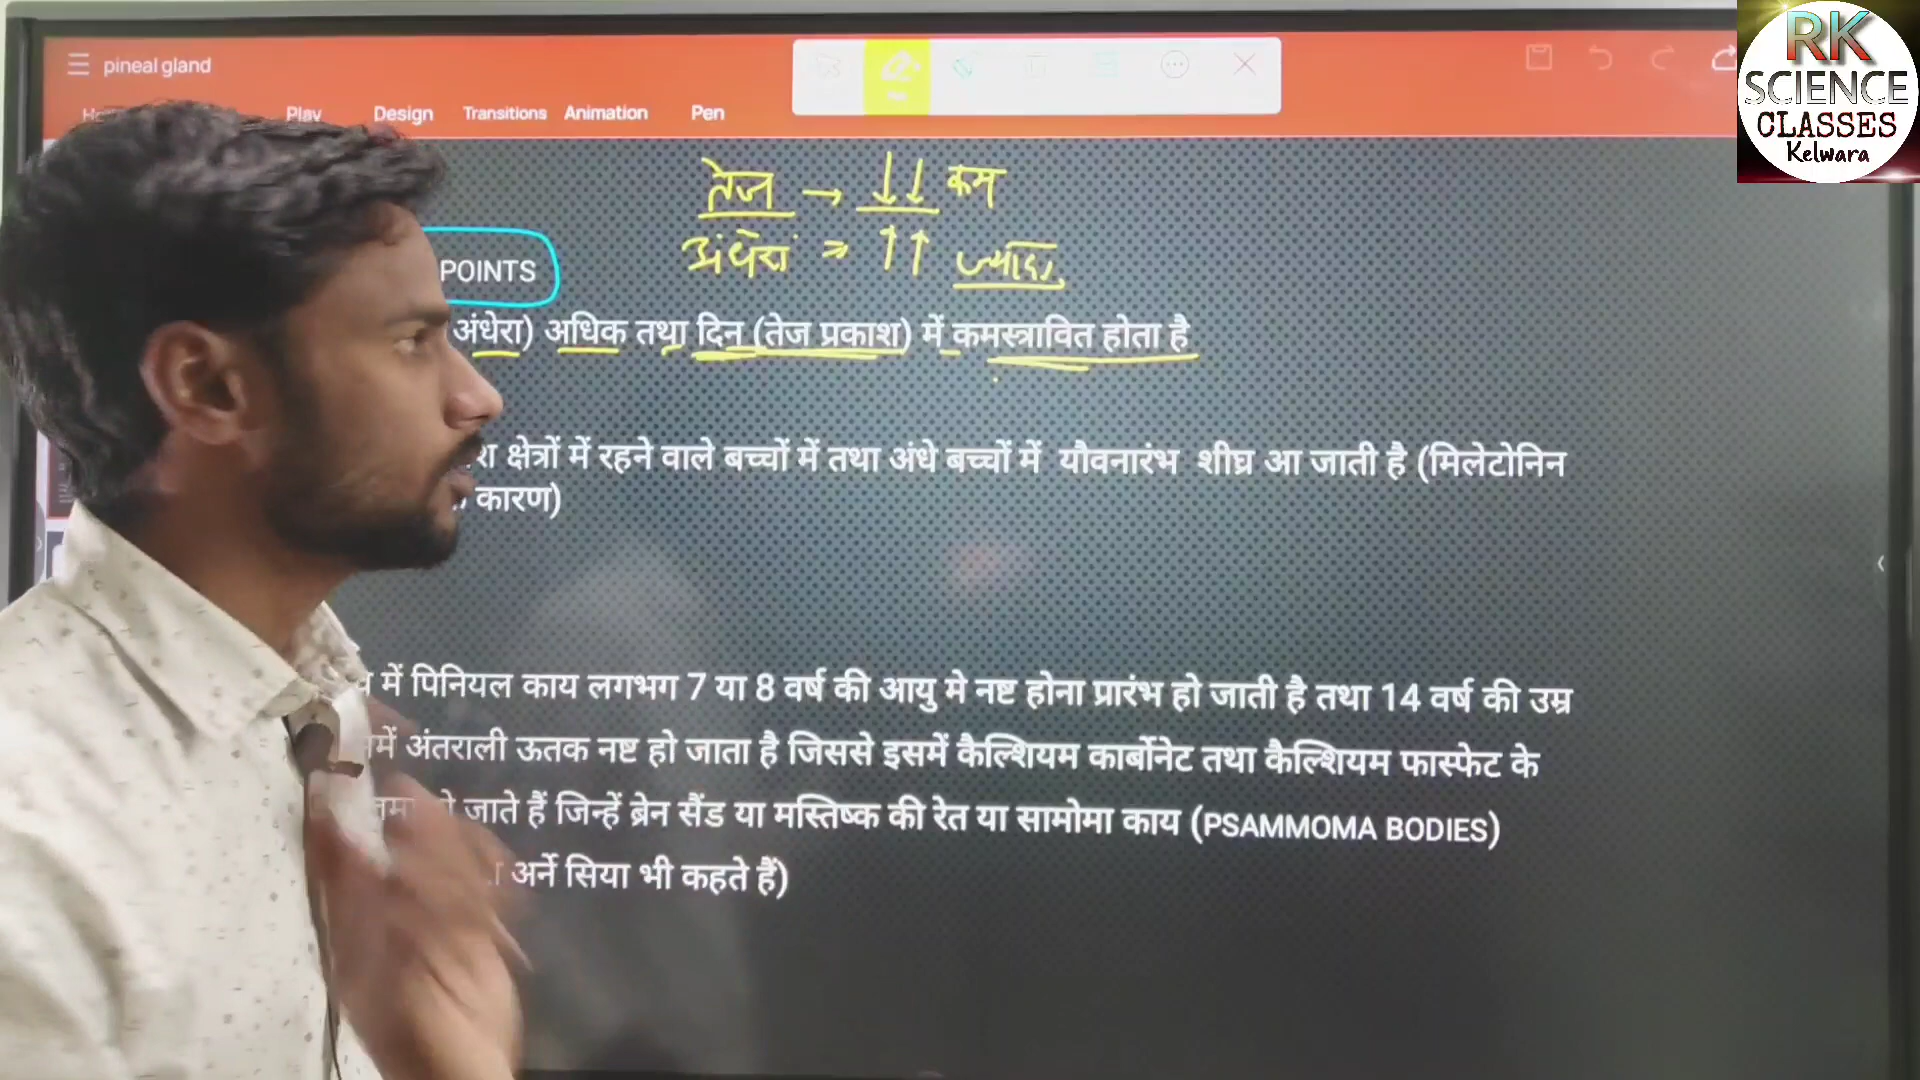 pineal gland
Play Design Transitions Animation Pen
RK
SCIENCE
CLASSES
Kelwara
तेज → ↓↓ कम
अंधेरा ⇒ ↑↑ ज्यादा
POINTS
अंधेरा) अधिक तथा दिन (तेज प्रकाश) में कमस्त्रावित होता है
क्षेत्रों में रहने वाले बच्चों में तथा अंधे बच्चों में यौवनारंभ शीघ्र आ जाती है (मिलेटोनिन
कारण)
में पिनियल काय लगभग 7 या 8 वर्ष की आयु मे नष्ट होना प्रारंभ हो जाती है तथा 14 वर्ष की उम्र
अंतराली ऊतक नष्ट हो जाता है जिससे इसमें कैल्शियम कार्बोनेट तथा कैल्शियम फास्फेट के
जाते हैं जिन्हें ब्रेन सैंड या मस्तिष्क की रेत या सामोमा काय (PSAMMOMA BODIES)
अर्ने सिया भी कहते हैं)